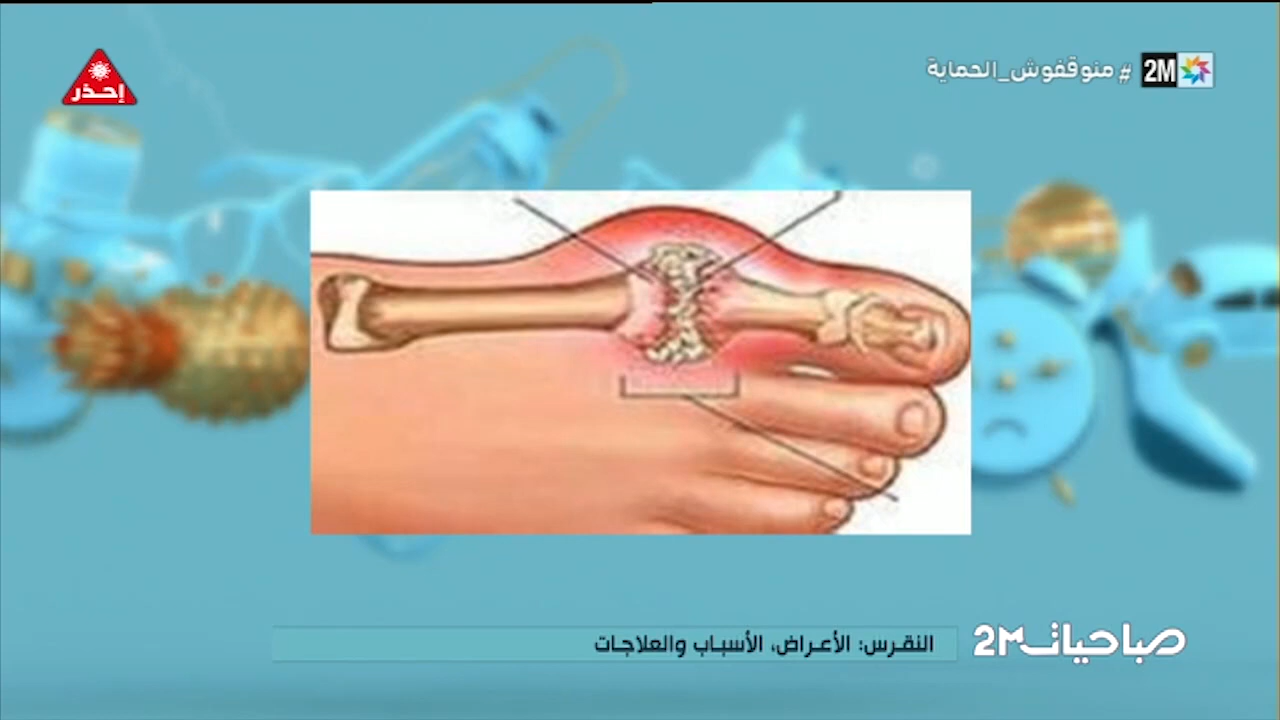 إحذر
# منوقفوش_الحماية
2M
النقرس: الأعراض، الأسباب والعلاجات
صباحيات 2M